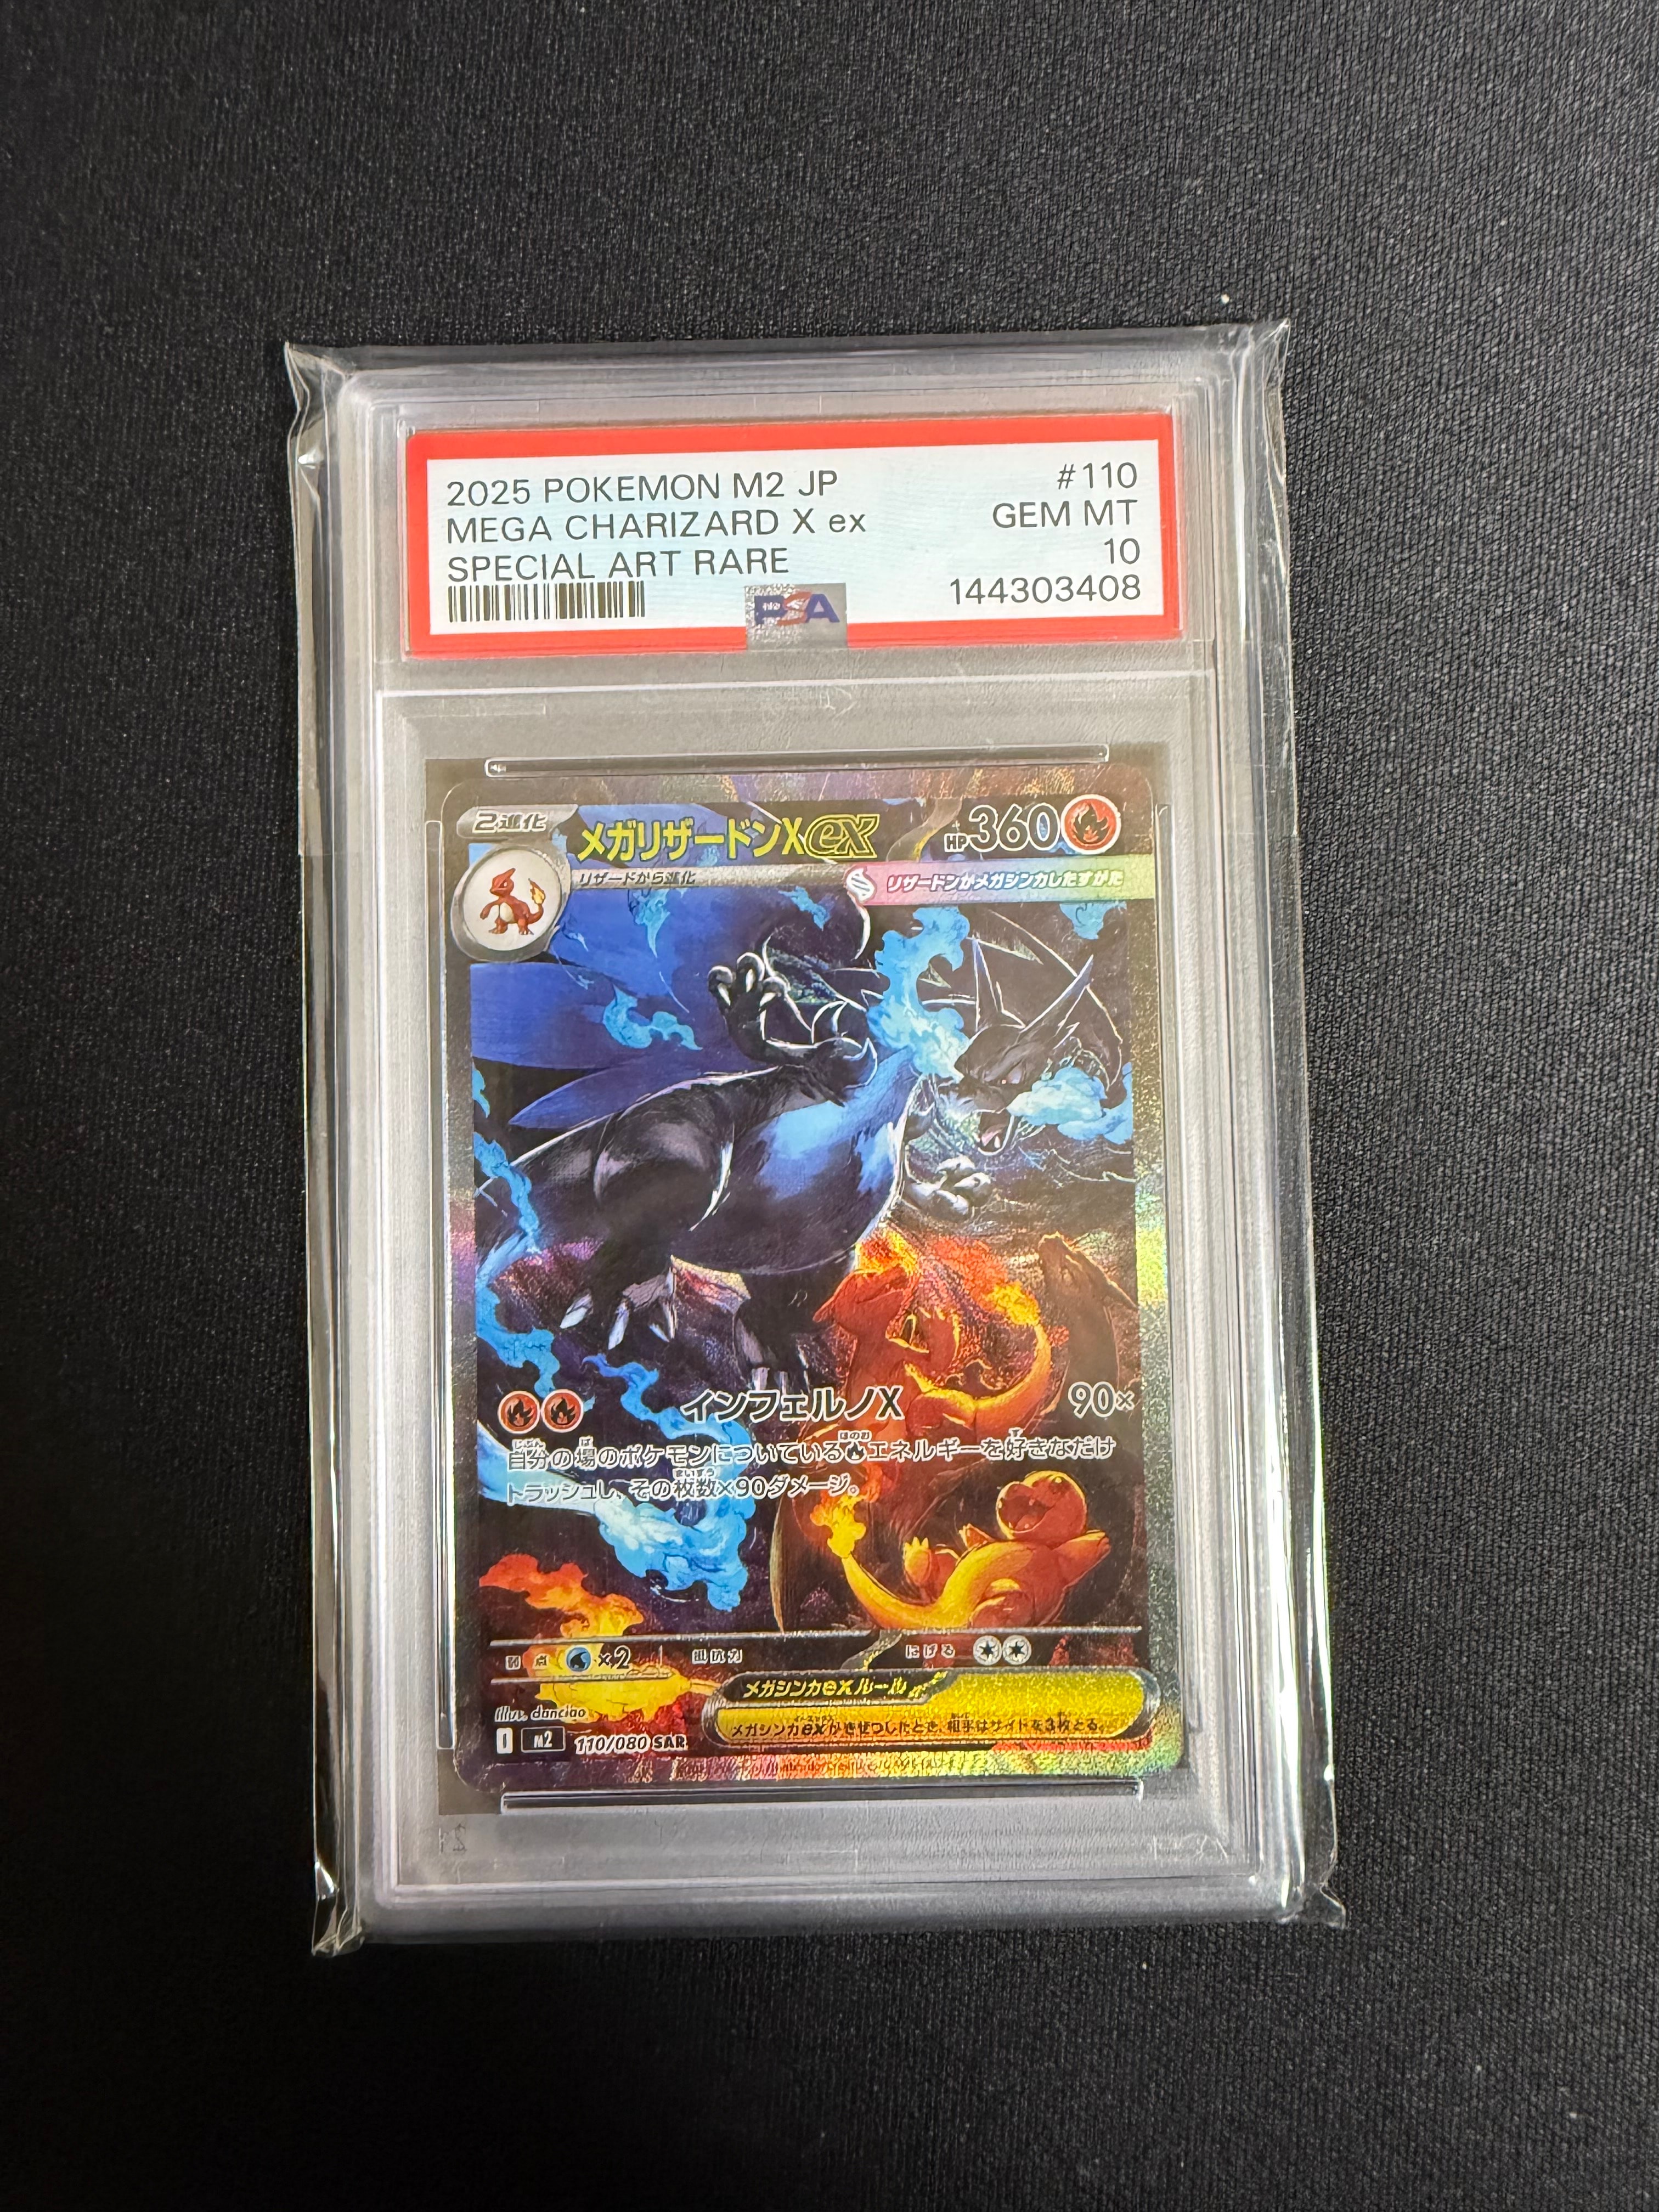 2025 POKEMON M2 JP #110
MEGA CHARIZARD X ex GEM MT
SPECIAL ART RARE 10
PSA 144303408
2進化 メガリザードンXex HP360
リザードから進化 リザードンがメガシンカしたすがた
インフェルノX 90×
自分の場のポケモンについているエネルギーを好きなだけ
トラッシュし、その枚数×90ダメージ。
弱点 ×2 抵抗力 にげる
メガシンカexルール
メガシンカexがきぜつしたとき、相手はサイドを3枚とる。
illus. danciao
I M2 110/080 SAR